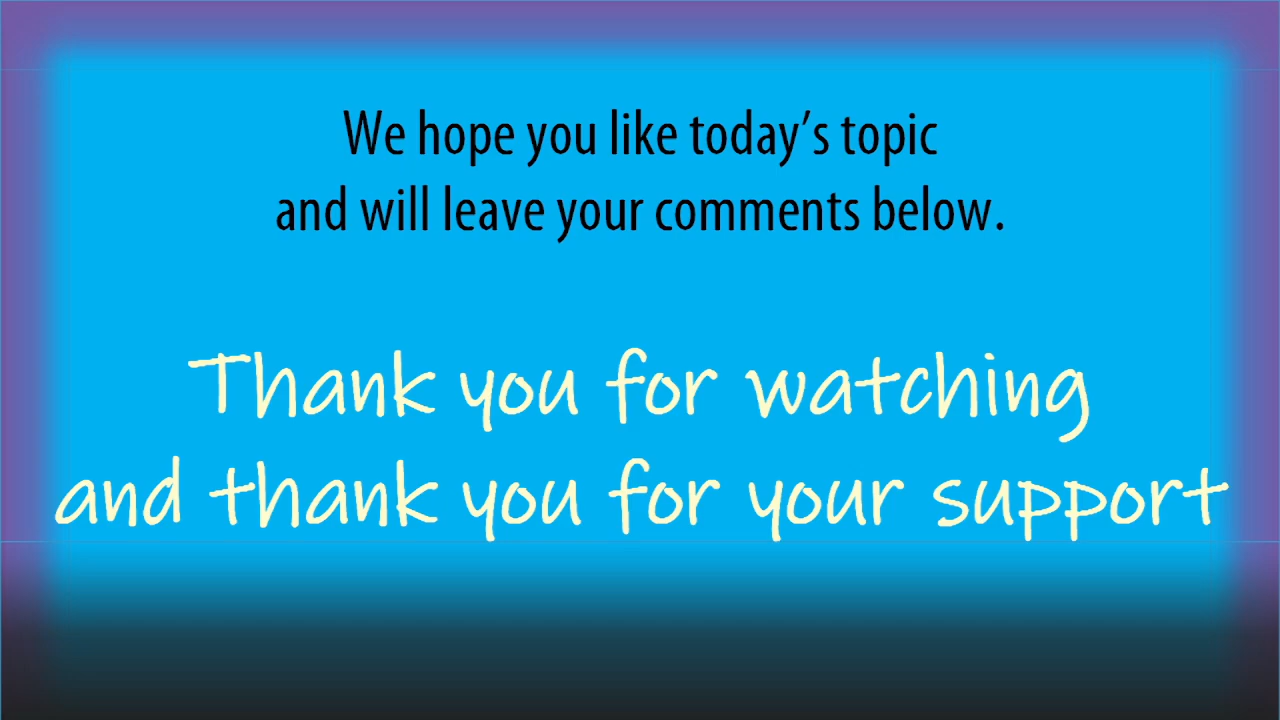 We hope you like today’s topic
and will leave your comments below.
Thank you for watching
and thank you for your support